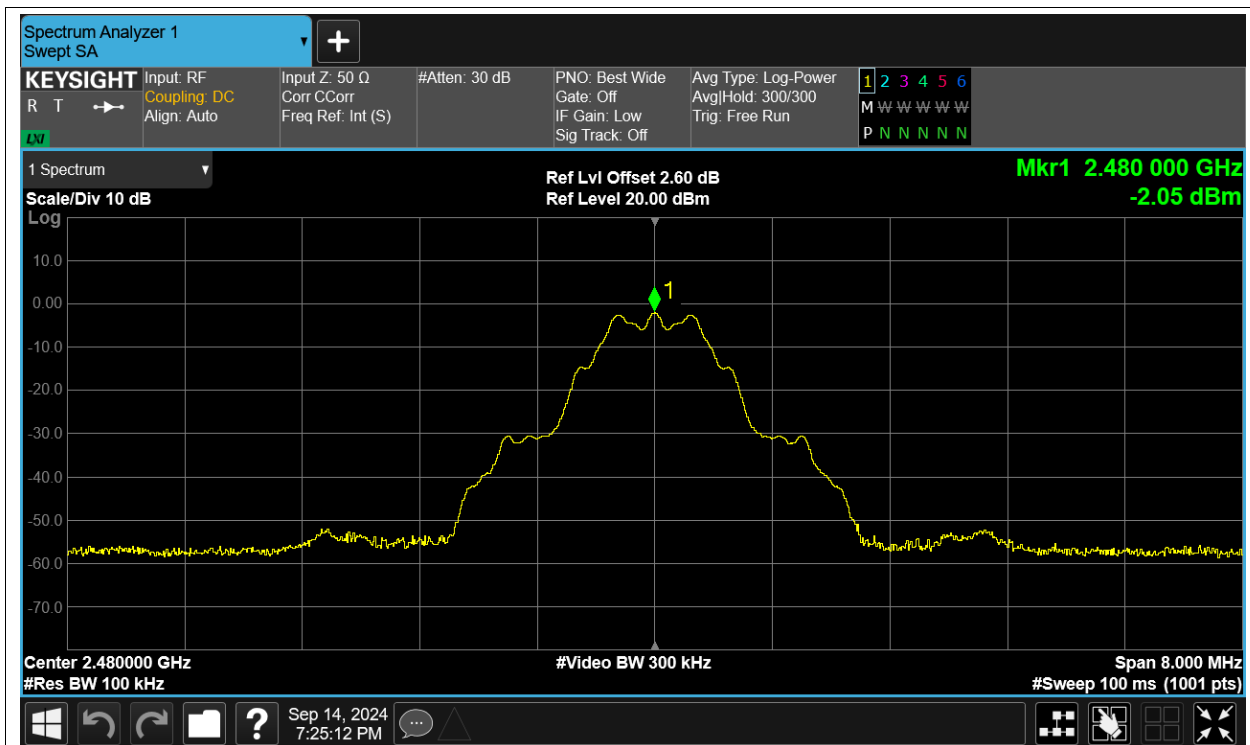 Spectrum Analyzer 1
Swept SA
KEYSIGHT
R T
LXI
Input: RF
Coupling: DC
Align: Auto
Input Z: 50 Ω
Corr CCorr
Freq Ref: Int (S)
#Atten: 30 dB
PNO: Best Wide
Gate: Off
IF Gain: Low
Sig Track: Off
Avg Type: Log-Power
Avg|Hold: 300/300
Trig: Free Run
1 2 3 4 5 6
M W W W W W
P N N N N N
1 Spectrum
Scale/Div 10 dB
Ref Lvl Offset 2.60 dB
Ref Level 20.00 dBm
Mkr1 2.480 000 GHz
-2.05 dBm
Log
10.0
0.00
-10.0
-20.0
-30.0
-40.0
-50.0
-60.0
-70.0
1
Center 2.480000 GHz
#Res BW 100 kHz
#Video BW 300 kHz
Span 8.000 MHz
#Sweep 100 ms (1001 pts)
?
Sep 14, 2024
7:25:12 PM